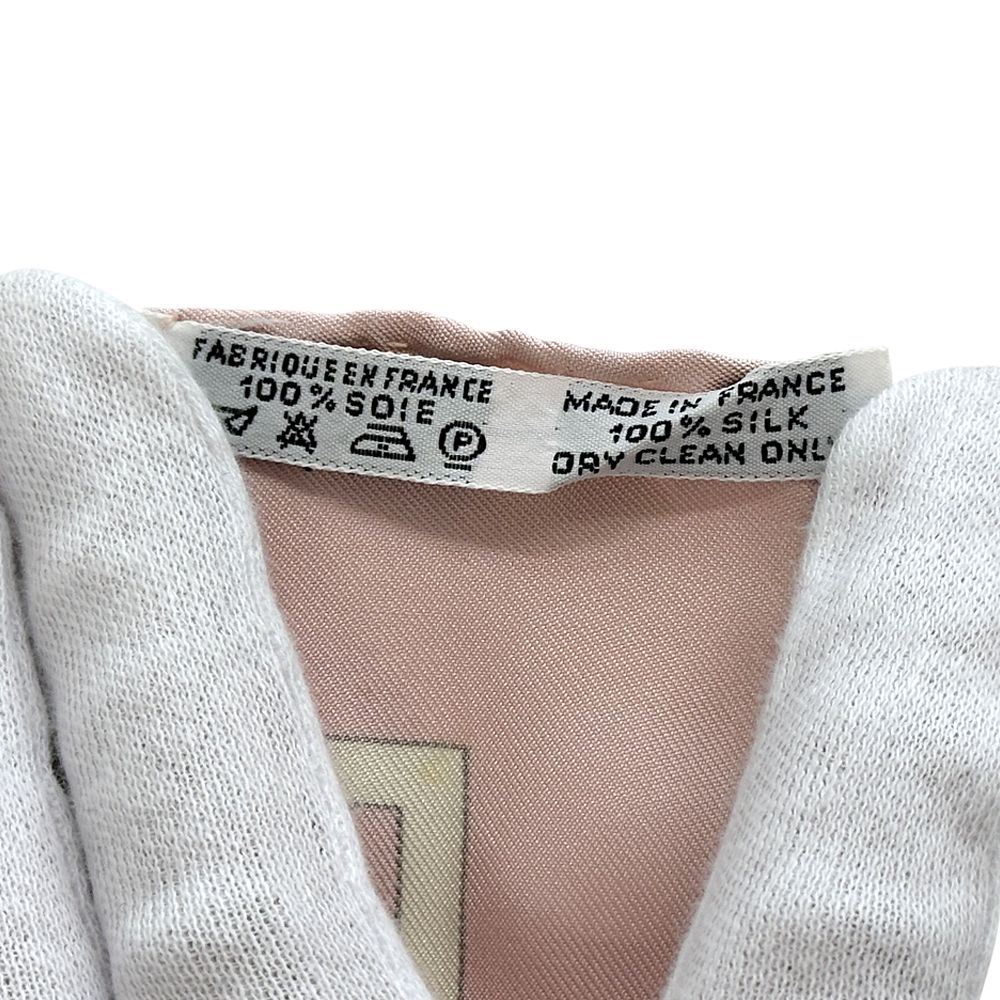 FABRIQUE EN FRANCE
100% SOIE
P
MADE IN FRANCE
100% SILK
DRY CLEAN ONLY